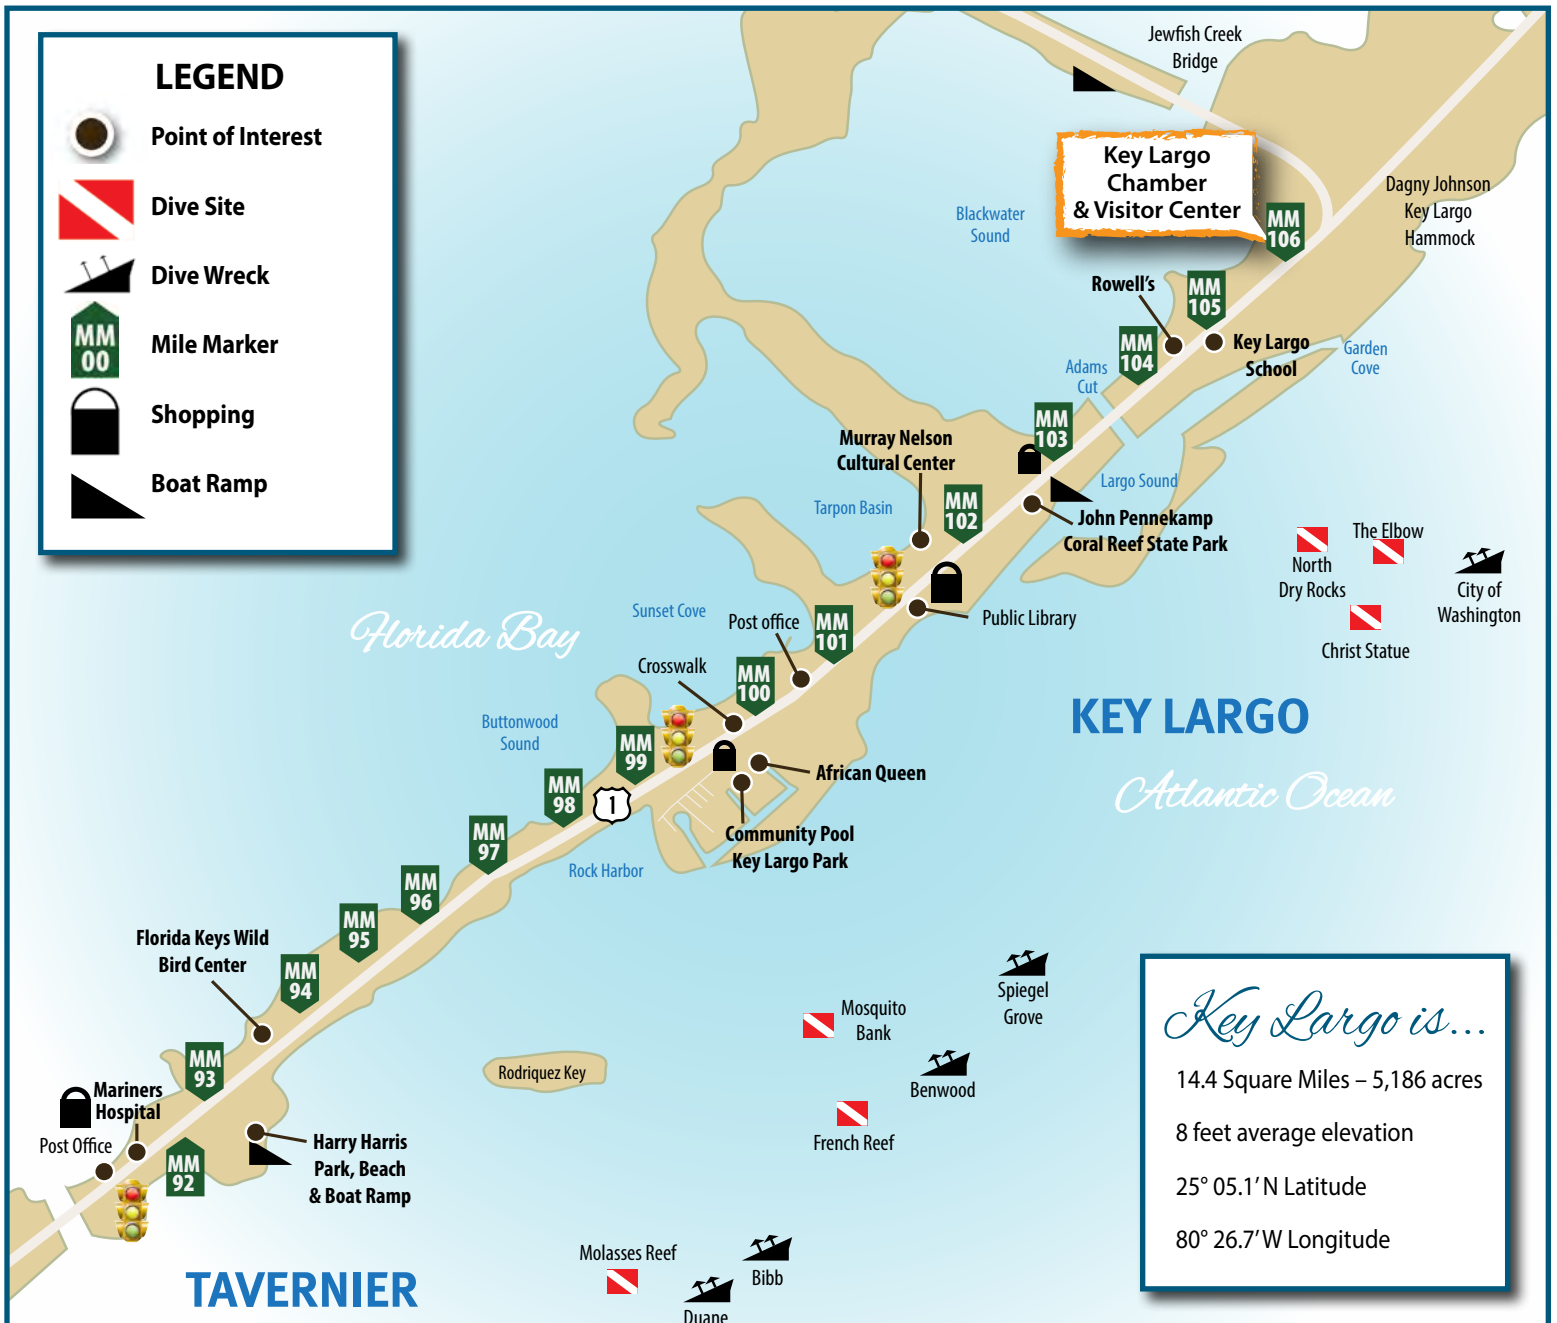 LEGEND
Point of Interest
Dive Site
Dive Wreck
MM
00
Mile Marker
Shopping
Boat Ramp
Jewfish Creek
Bridge
Key Largo
Chamber
& Visitor Center
Dagny Johnson
Key Largo
Hammock
Blackwater
Sound
MM
106
Rowell's
MM
105
MM
104
Key Largo
School
Garden
Cove
Adams
Cut
MM
103
Murray Nelson
Cultural Center
Largo Sound
Tarpon Basin
MM
102
John Pennekamp
Coral Reef State Park
The Elbow
North
Dry Rocks
City of
Washington
Christ Statue
Florida Bay
Sunset Cove
Post office
MM
101
Public Library
Crosswalk
MM
100
KEY LARGO
Buttonwood
Sound
MM
99
African Queen
Atlantic Ocean
MM
98
1
MM
97
Community Pool
Key Largo Park
Rock Harbor
MM
96
MM
95
Florida Keys Wild
Bird Center
MM
94
Spiegel
Grove
Mosquito
Bank
MM
93
Rodriquez Key
Benwood
Mariners
Hospital
French Reef
Post Office
MM
92
Harry Harris
Park, Beach
& Boat Ramp
Molasses Reef
Bibb
Duane
TAVERNIER
Key Largo is...
14.4 Square Miles – 5,186 acres
8 feet average elevation
25° 05.1' N Latitude
80° 26.7' W Longitude